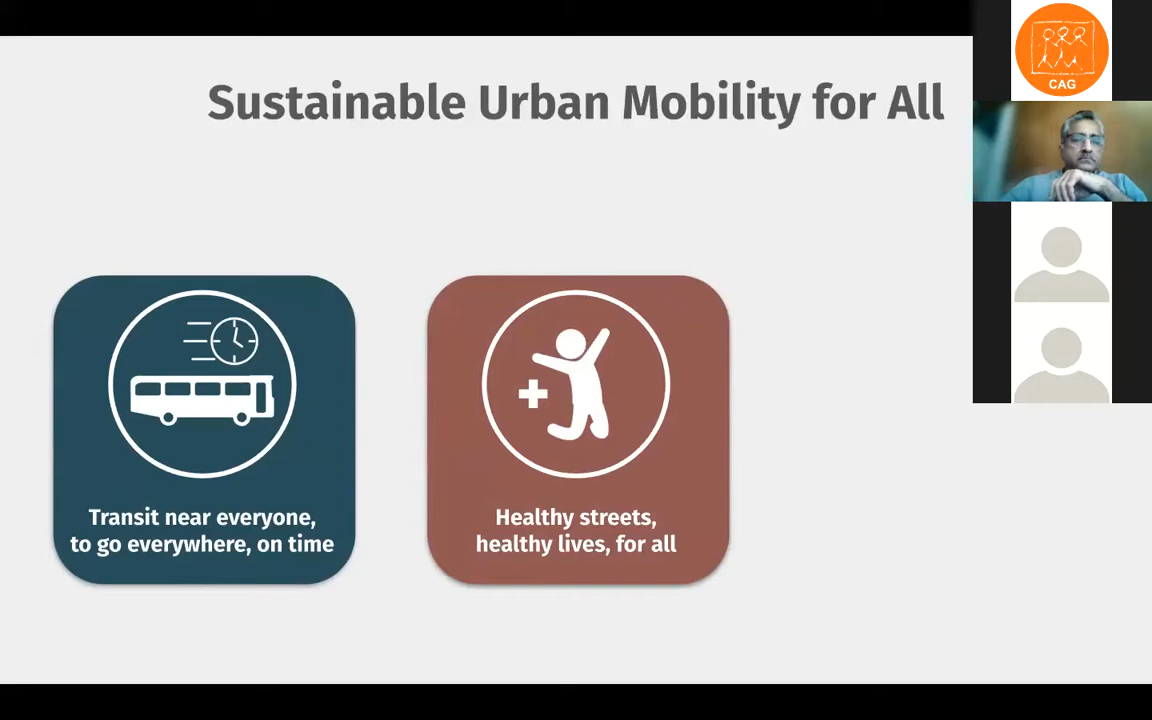 Sustainable Urban Mobility for All
CAG
Transit near everyone,
to go everywhere, on time
Healthy streets,
healthy lives, for all